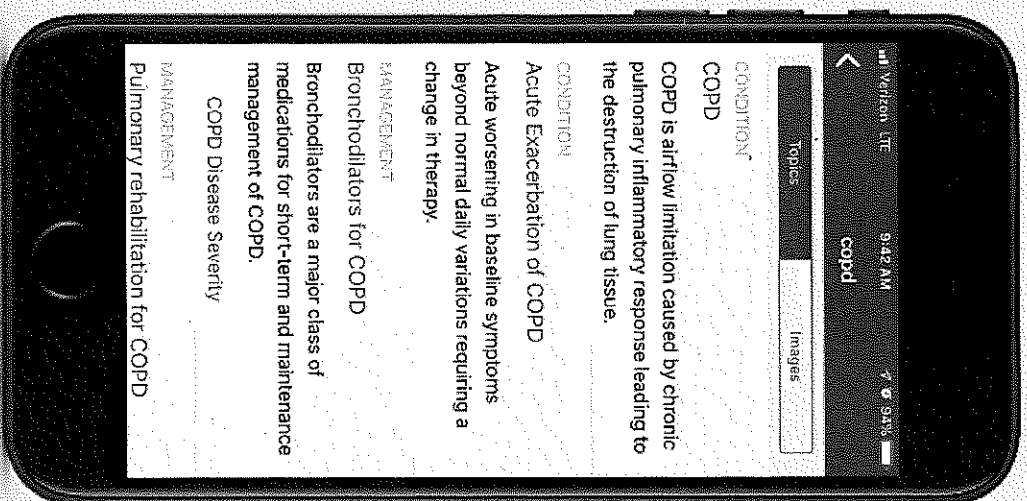 Verizon LTE 9:42 AM 94%
copd
Topics Images
CONDITION
COPD
COPD is airflow limitation caused by chronic
pulmonary inflammatory response leading to
the destruction of lung tissue.
CONDITION
Acute Exacerbation of COPD
Acute worsening in baseline symptoms
beyond normal daily variations requiring a
change in therapy.
MANAGEMENT
Bronchodilators for COPD
Bronchodilators are a major class of
medications for short-term and maintenance
management of COPD.
COPD Disease Severity
MANAGEMENT
Pulmonary rehabilitation for COPD